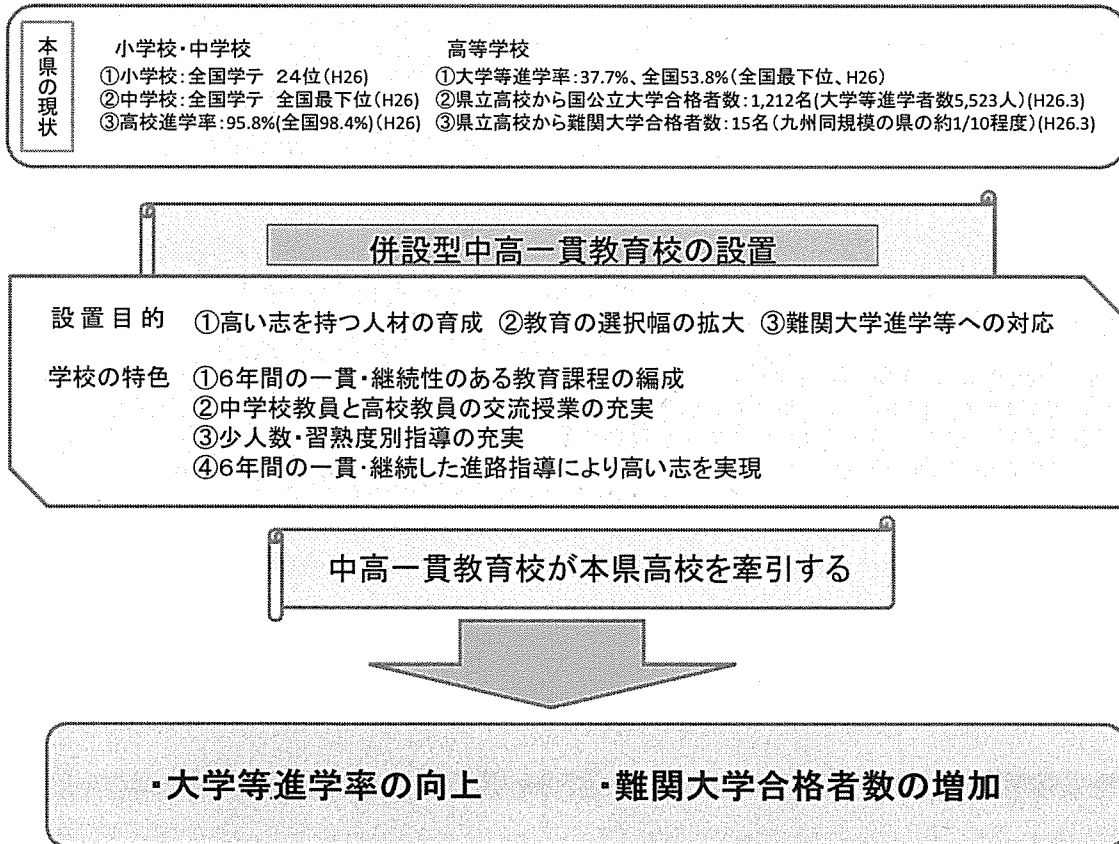 本県の現状
小学校・中学校
①小学校:全国学テ 24位(H26)
②中学校:全国学テ 全国最下位(H26)
③高校進学率:95.8%(全国98.4%)(H26)
高等学校
①大学等進学率:37.7%、全国53.8%(全国最下位、H26)
②県立高校から国公立大学合格者数:1,212名(大学等進学者数5,523人)(H26.3)
③県立高校から難関大学合格者数:15名(九州同規模の県の約1/10程度)(H26.3)
併設型中高一貫教育校の設置
設置目的 ①高い志を持つ人材の育成 ②教育の選択幅の拡大 ③難関大学進学等への対応
学校の特色 ①6年間の一貫・継続性のある教育課程の編成
②中学校教員と高校教員の交流授業の充実
③少人数・習熟度別指導の充実
④6年間の一貫・継続した進路指導により高い志を実現
中高一貫教育校が本県高校を牽引する
・大学等進学率の向上 ・難関大学合格者数の増加